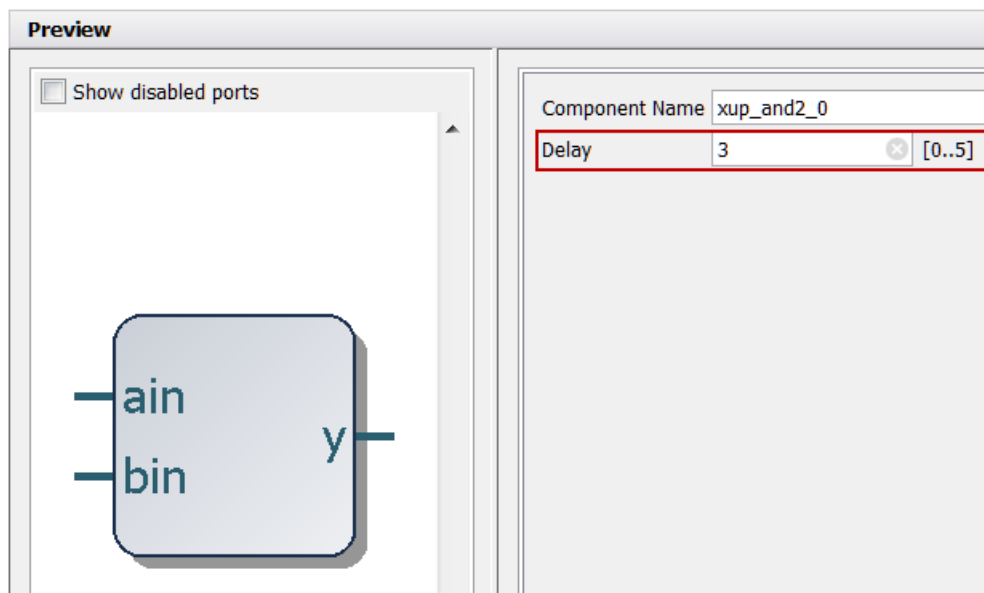 Preview
Show disabled ports
Component Name xup_and2_0
Delay 3 [0..5]
ain
bin
y